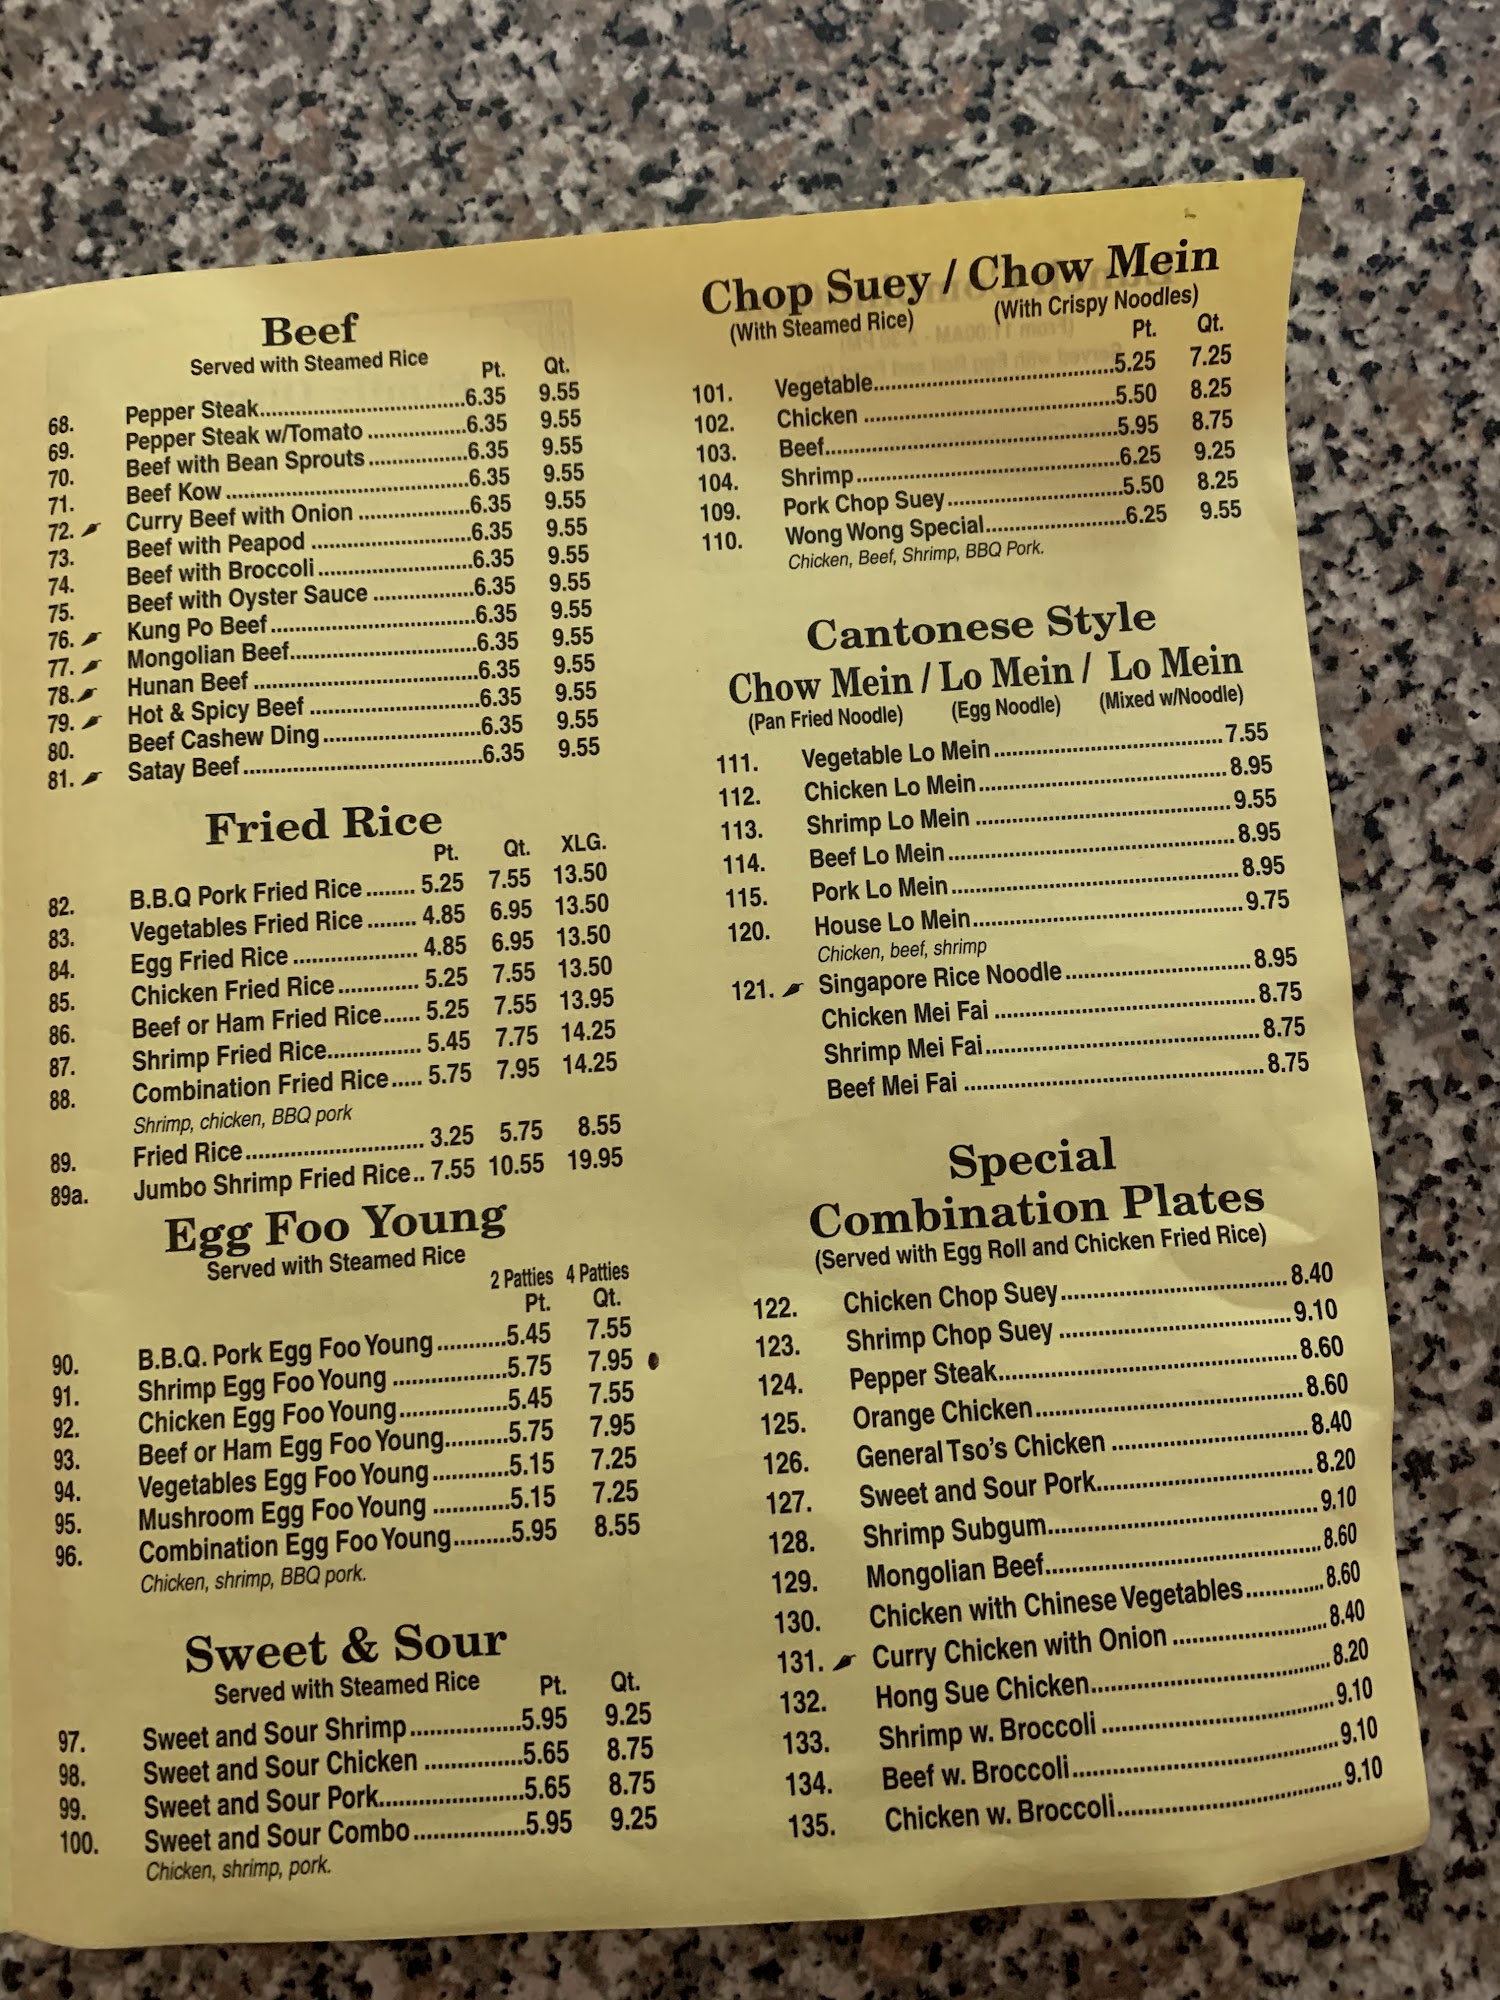 Beef
Served with Steamed Rice
Pt. Qt.
68. Pepper Steak..................................6.35 9.55
69. Pepper Steak w/Tomato ................6.35 9.55
70. Beef with Bean Sprouts................6.35 9.55
71. Beef Kow ........................................6.35 9.55
72. Curry Beef with Onion ..................6.35 9.55
73. Beef with Peapod ..........................6.35 9.55
74. Beef with Broccoli.........................6.35 9.55
75. Beef with Oyster Sauce .................6.35 9.55
76. Kung Po Beef.................................6.35 9.55
77. Mongolian Beef..............................6.35 9.55
78. Hunan Beef ....................................6.35 9.55
79. Hot & Spicy Beef ...........................6.35 9.55
80. Beef Cashew Ding..........................6.35 9.55
81. Satay Beef.......................................6.35 9.55
Fried Rice
Pt. Qt. XLG.
82. B.B.Q Pork Fried Rice........ 5.25 7.55 13.50
83. Vegetables Fried Rice........ 4.85 6.95 13.50
84. Egg Fried Rice .................... 4.85 6.95 13.50
85. Chicken Fried Rice............. 5.25 7.55 13.50
86. Beef or Ham Fried Rice...... 5.25 7.55 13.95
87. Shrimp Fried Rice............... 5.45 7.75 14.25
88. Combination Fried Rice..... 5.75 7.95 14.25
Shrimp, chicken, BBQ pork
89. Fried Rice............................. 3.25 5.75 8.55
89a. Jumbo Shrimp Fried Rice.. 7.55 10.55 19.95
Egg Foo Young
Served with Steamed Rice
2 Patties 4 Patties
Pt. Qt.
90. B.B.Q. Pork Egg Foo Young...........5.45 7.55
91. Shrimp Egg Foo Young ..................5.75 7.95
92. Chicken Egg Foo Young.................5.45 7.55
93. Beef or Ham Egg Foo Young..........5.75 7.95
94. Vegetables Egg Foo Young............5.15 7.25
95. Mushroom Egg Foo Young ............5.15 7.25
96. Combination Egg Foo Young.........5.95 8.55
Chicken, shrimp, BBQ pork.
Sweet & Sour
Served with Steamed Rice Pt. Qt.
97. Sweet and Sour Shrimp.................5.95 9.25
98. Sweet and Sour Chicken ...............5.65 8.75
99. Sweet and Sour Pork......................5.65 8.75
100. Sweet and Sour Combo.................5.95 9.25
Chicken, shrimp, pork.
Chop Suey / Chow Mein
(With Steamed Rice) (With Crispy Noodles)
Pt. Qt.
101. Vegetable.......................................5.25 7.25
102. Chicken .........................................5.50 8.25
103. Beef................................................5.95 8.75
104. Shrimp...........................................6.25 9.25
109. Pork Chop Suey............................5.50 8.25
110. Wong Wong Special......................6.25 9.55
Chicken, Beef, Shrimp, BBQ Pork.
Cantonese Style
Chow Mein / Lo Mein / Lo Mein
(Pan Fried Noodle) (Egg Noodle) (Mixed w/Noodle)
111. Vegetable Lo Mein.....................................7.55
112. Chicken Lo Mein........................................8.95
113. Shrimp Lo Mein .........................................9.55
114. Beef Lo Mein..............................................8.95
115. Pork Lo Mein..............................................8.95
120. House Lo Mein...........................................9.75
Chicken, beef, shrimp
121. Singapore Rice Noodle..............................8.95
Chicken Mei Fai .........................................8.75
Shrimp Mei Fai...........................................8.75
Beef Mei Fai ...............................................8.75
Special
Combination Plates
(Served with Egg Roll and Chicken Fried Rice)
122. Chicken Chop Suey....................................8.40
123. Shrimp Chop Suey .....................................9.10
124. Pepper Steak...............................................8.60
125. Orange Chicken..........................................8.60
126. General Tso's Chicken ...............................8.40
127. Sweet and Sour Pork..................................8.20
128. Shrimp Subgum..........................................9.10
129. Mongolian Beef...........................................8.60
130. Chicken with Chinese Vegetables.............8.60
131. Curry Chicken with Onion .........................8.40
132. Hong Sue Chicken......................................8.20
133. Shrimp w. Broccoli .....................................9.10
134. Beef w. Broccoli..........................................9.10
135. Chicken w. Broccoli....................................9.10